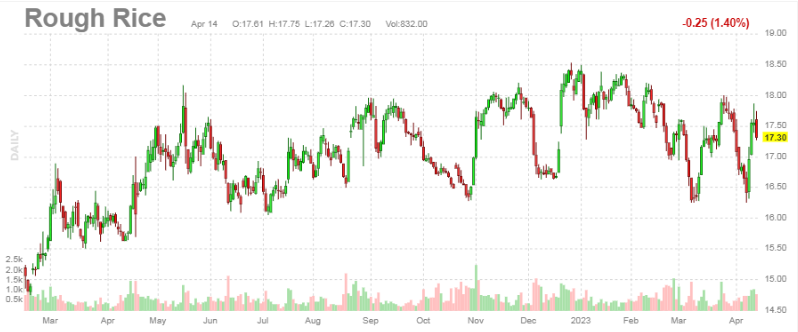 Rough Rice
Apr 14 O:17.61 H:17.75 L:17.26 C:17.30 Vol:832.00
-0.25 (1.40%)
DAILY
19.00
18.50
18.00
17.50
17.30
17.00
16.50
16.00
15.50
15.00
14.50
2.5k
2.0k
1.5k
1.0k
0.5k
Mar Apr May Jun Jul Aug Sep Oct Nov Dec 2023 Feb Mar Apr